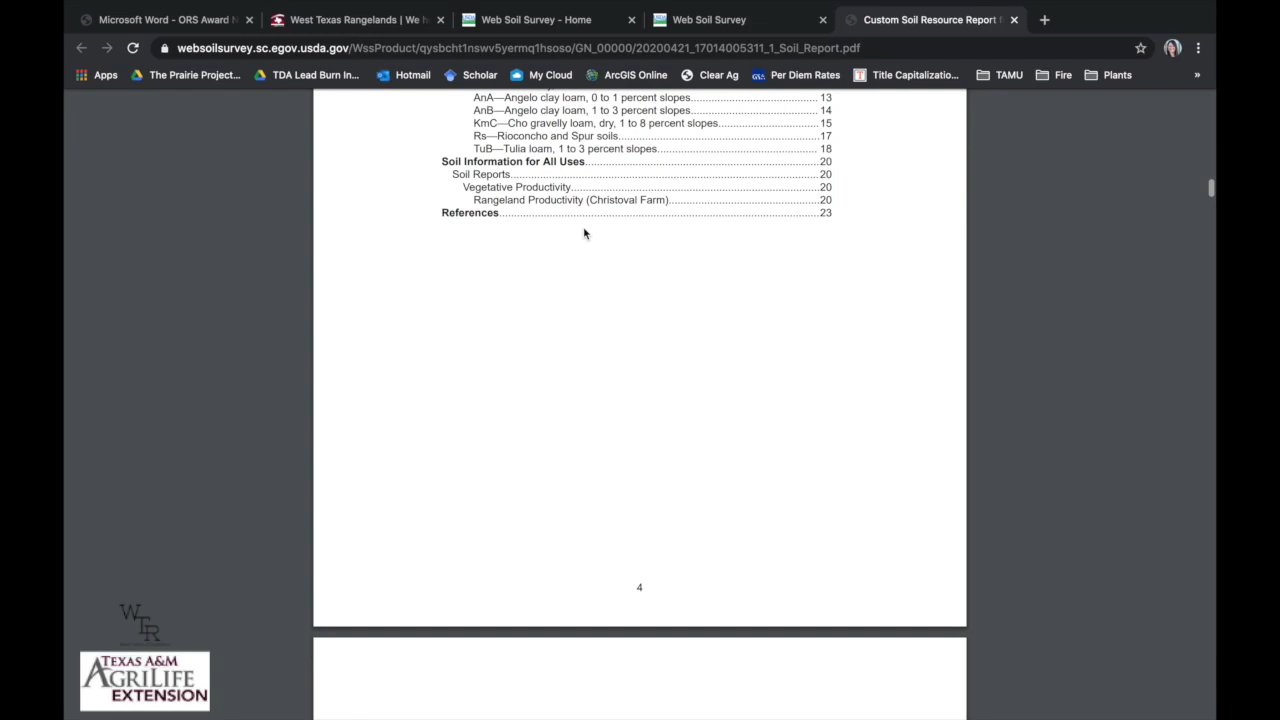 Microsoft Word - ORS Award N
West Texas Rangelands | We h
Web Soil Survey - Home
Web Soil Survey
Custom Soil Resource Report f
websoilsurvey.sc.egov.usda.gov/WssProduct/qysbcht1nswv5yermq1hsoso/GN_00000/20200421_17014005311_1_Soil_Report.pdf
Apps
The Prairie Project...
TDA Lead Burn In...
Hotmail
Scholar
My Cloud
ArcGIS Online
Clear Ag
Per Diem Rates
Title Capitalizatio...
TAMU
Fire
Plants
»
AnA—Angelo clay loam, 0 to 1 percent slopes 13
AnB—Angelo clay loam, 1 to 3 percent slopes 14
KmC—Cho gravelly loam, dry, 1 to 8 percent slopes 15
Rs—Rioconcho and Spur soils 17
TuB—Tulia loam, 1 to 3 percent slopes 18
Soil Information for All Uses 20
Soil Reports 20
Vegetative Productivity 20
Rangeland Productivity (Christoval Farm) 20
References 23
4
WTR
TEXAS A&M
AGRILIFE
EXTENSION